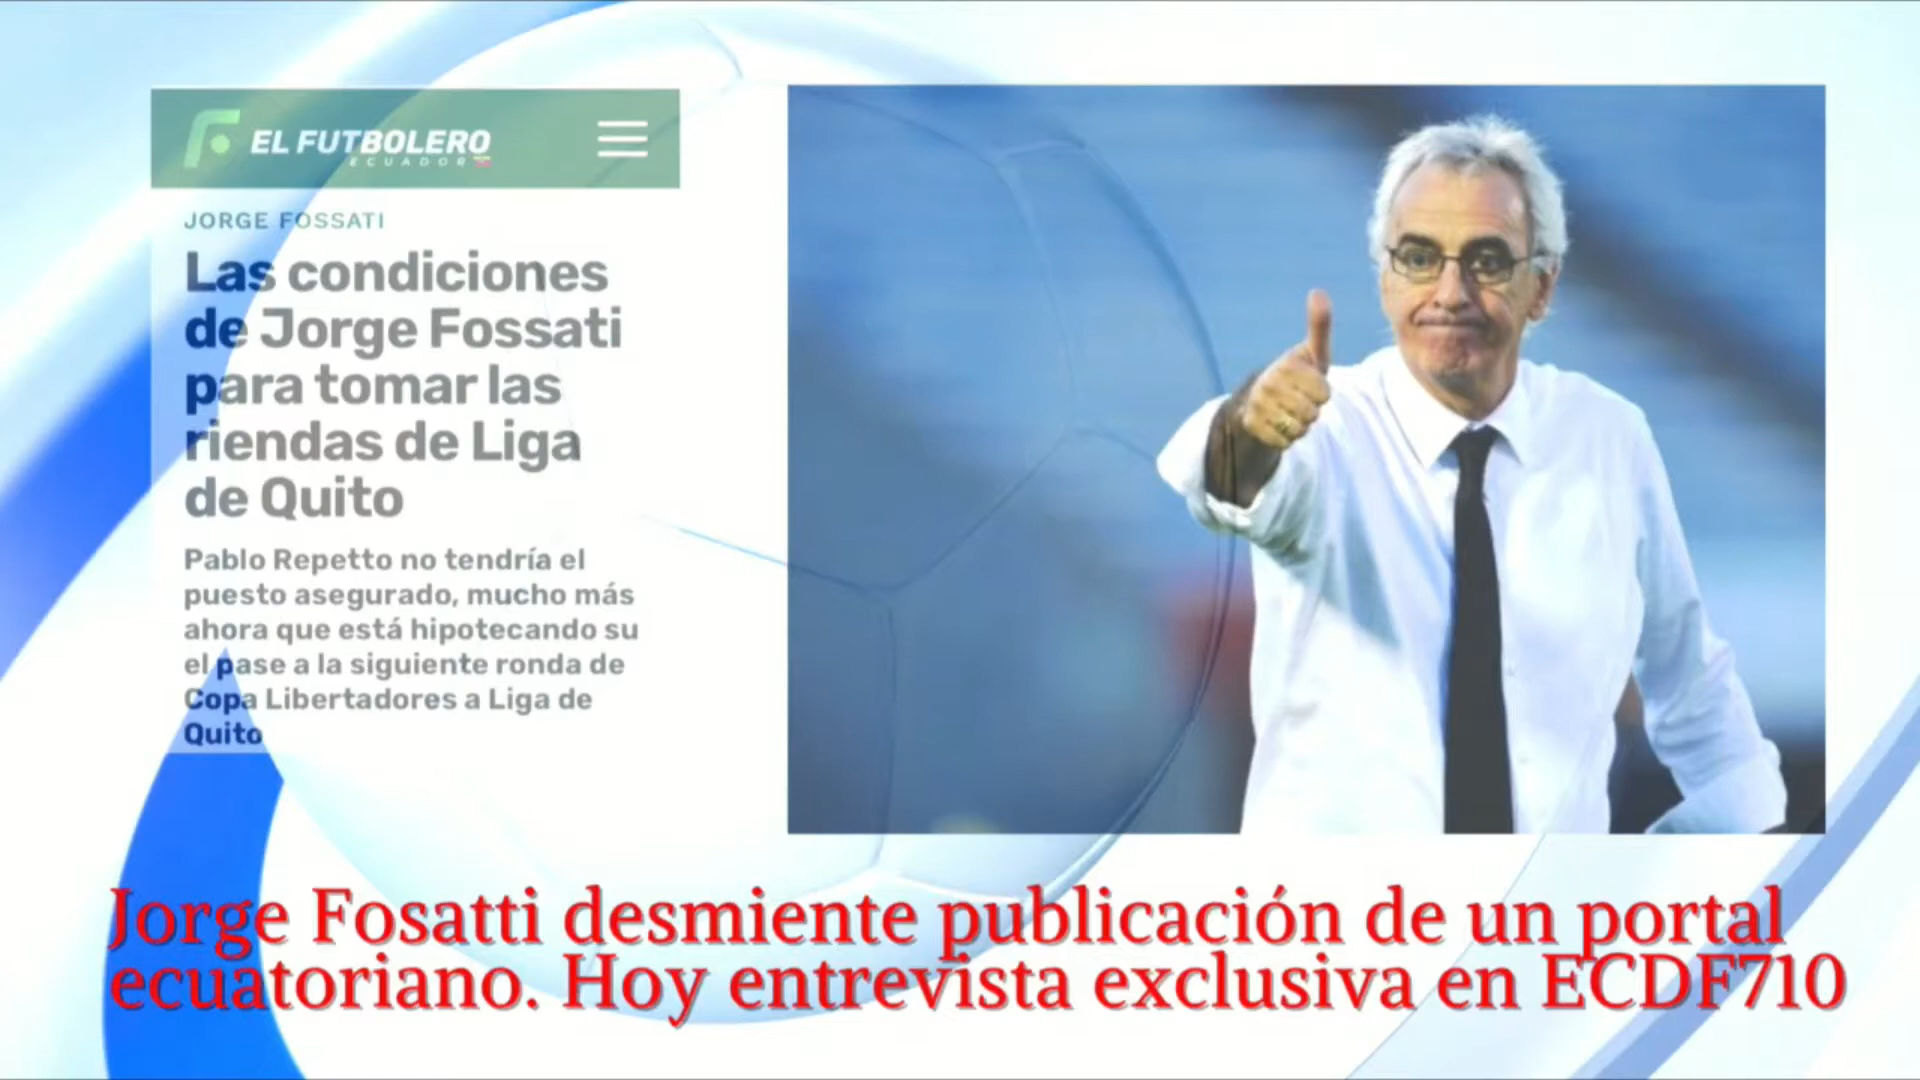 EL FUTBOLERO
ECUADOR
JORGE FOSSATI
Las condiciones
de Jorge Fossati
para tomar las
riendas de Liga
de Quito
Pablo Repetto no tendría el
puesto asegurado, mucho más
ahora que está hipotecando su
el pase a la siguiente ronda de
Copa Libertadores a Liga de
Quito
Jorge Fosatti desmiente publicación de un portal
ecuatoriano. Hoy entrevista exclusiva en ECDF710